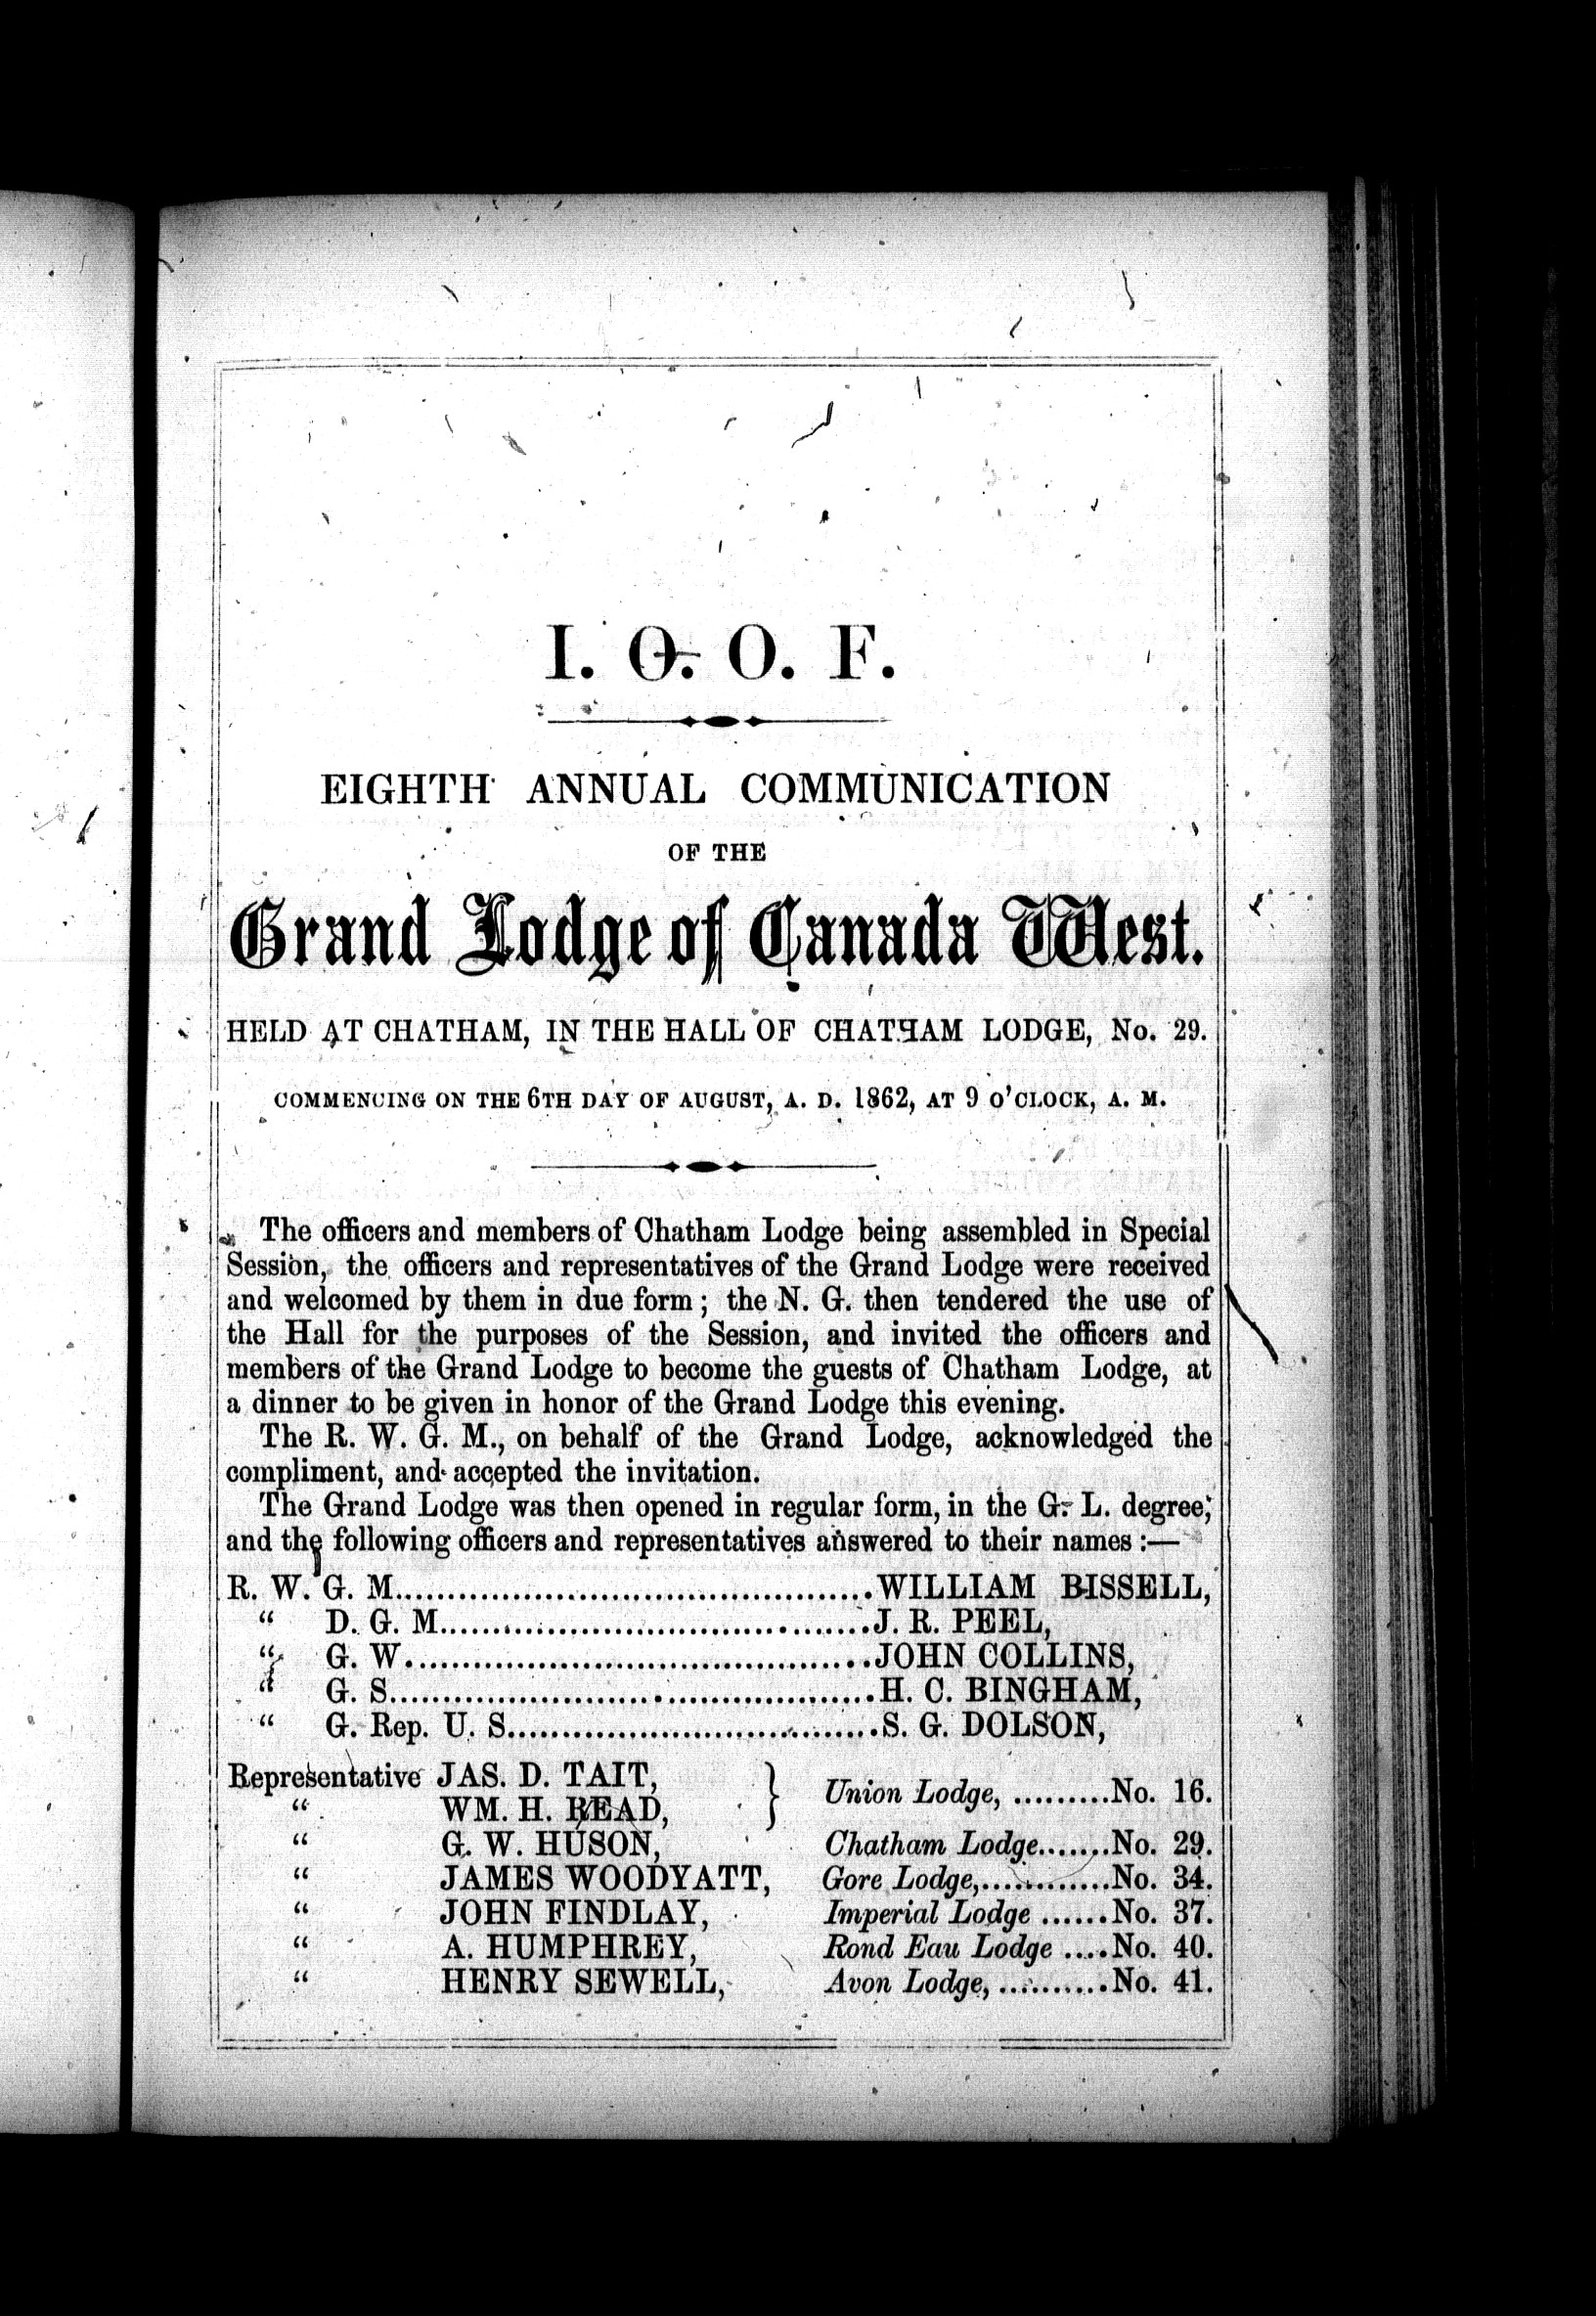 I. O. O. F.
EIGHTH ANNUAL COMMUNICATION
OF THE
Grand Lodge of Canada West.
HELD AT CHATHAM, IN THE HALL OF CHATHAM LODGE, No. 29.
COMMENCING ON THE 6TH DAY OF AUGUST, A. D. 1862, AT 9 O'CLOCK, A. M.
The officers and members of Chatham Lodge being assembled in Special
Session, the officers and representatives of the Grand Lodge were received
and welcomed by them in due form; the N. G. then tendered the use of
the Hall for the purposes of the Session, and invited the officers and
members of the Grand Lodge to become the guests of Chatham Lodge, at
a dinner to be given in honor of the Grand Lodge this evening.
The R. W. G. M., on behalf of the Grand Lodge, acknowledged the
compliment, and accepted the invitation.
The Grand Lodge was then opened in regular form, in the G. L. degree,
and the following officers and representatives answered to their names:—
R. W. G. M. WILLIAM BISSELL,
" D. G. M. J. R. PEEL,
" G. W. JOHN COLLINS,
" G. S. H. C. BINGHAM,
" G. Rep. U. S. S. G. DOLSON,
Representative JAS. D. TAIT,
" WM. H. READ, } Union Lodge, .........No. 16.
" G. W. HUSON, Chatham Lodge.......No. 29.
" JAMES WOODYATT, Gore Lodge,............No. 34.
" JOHN FINDLAY, Imperial Lodge ......No. 37.
" A. HUMPHREY, Rond Eau Lodge ....No. 40.
" HENRY SEWELL, Avon Lodge, ..........No. 41.